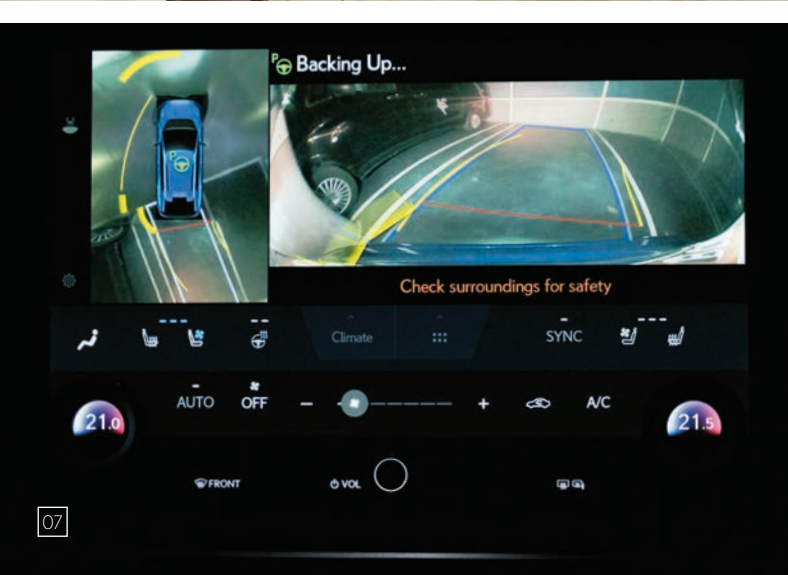 P Backing Up...
P
Check surroundings for safety
Climate
SYNC
AUTO
OFF
- +
A/C
21.0
21.5
FRONT
VOL
07